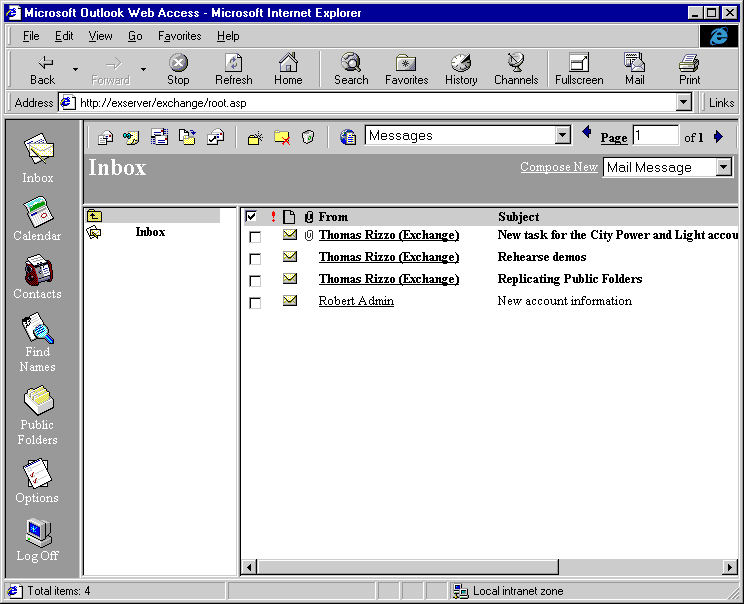 Microsoft Outlook Web Access - Microsoft Internet Explorer
File Edit View Go Favorites Help
Back Forward Stop Refresh Home Search Favorites History Channels Fullscreen Mail Print
Address http://exserver/exchange/root.asp Links
Messages Page 1 of 1
Inbox
Compose New Mail Message
Inbox
Calendar
Contacts
Find
Names
Public
Folders
Options
Log Off
Inbox
! From Subject
Thomas Rizzo (Exchange) New task for the City Power and Light accou
Thomas Rizzo (Exchange) Rehearse demos
Thomas Rizzo (Exchange) Replicating Public Folders
Robert Admin New account information
Total items: 4 Local intranet zone